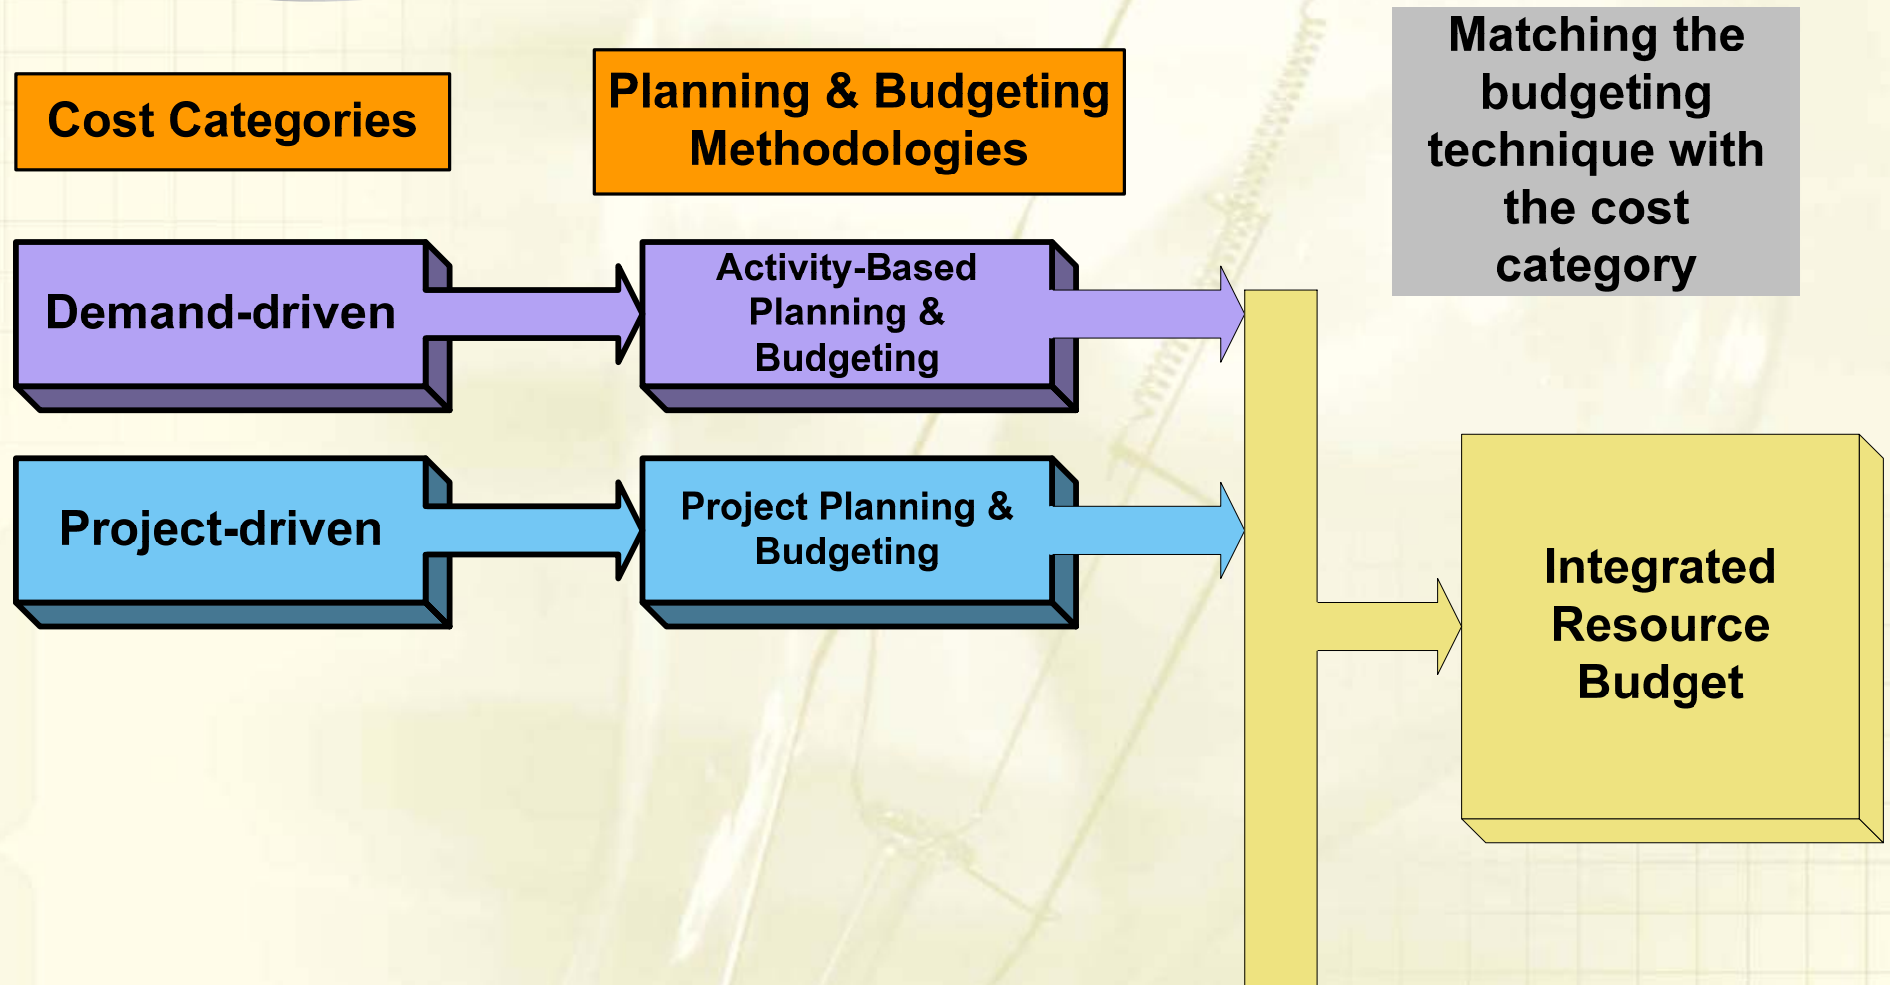 Cost Categories
Planning & Budgeting
Methodologies
Matching the
budgeting
technique with
the cost
category
Demand-driven
Activity-Based
Planning &
Budgeting
Project-driven
Project Planning &
Budgeting
Integrated
Resource
Budget